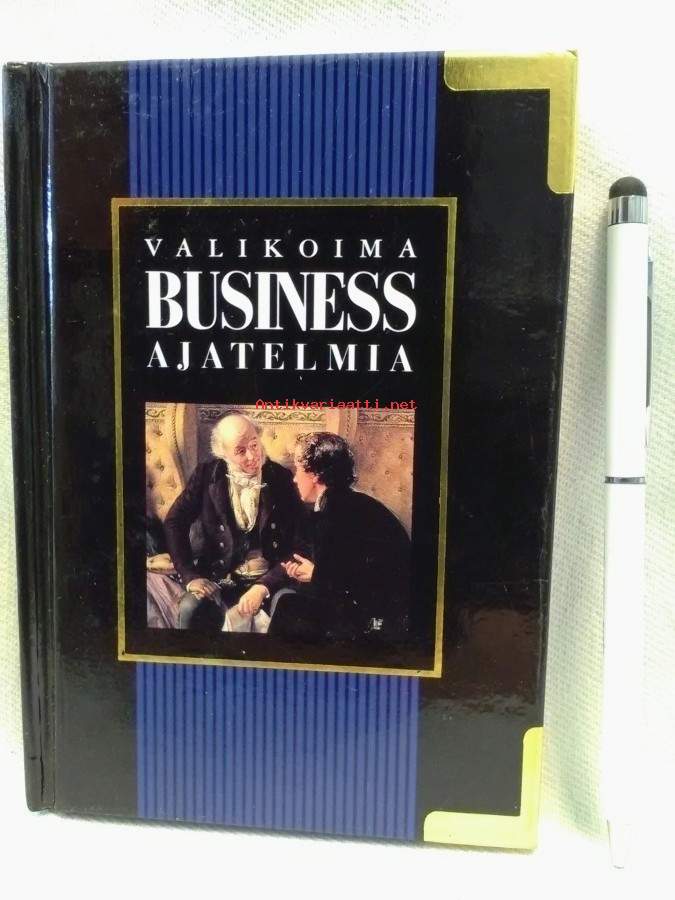 VALIKOIMA
BUSINESS
AJATELMIA
Antikvariaatti.net